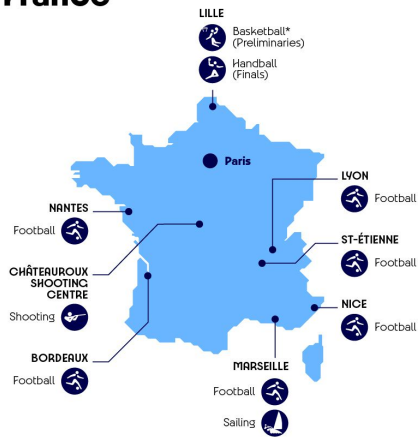 France
LILLE
Basketball*
(Preliminaries)
Handball
(Finals)
Paris
LYON
Football
NANTES
Football
ST-ÉTIENNE
Football
CHÂTEAUROUX
SHOOTING
CENTRE
Shooting
NICE
Football
BORDEAUX
Football
MARSEILLE
Football
Sailing